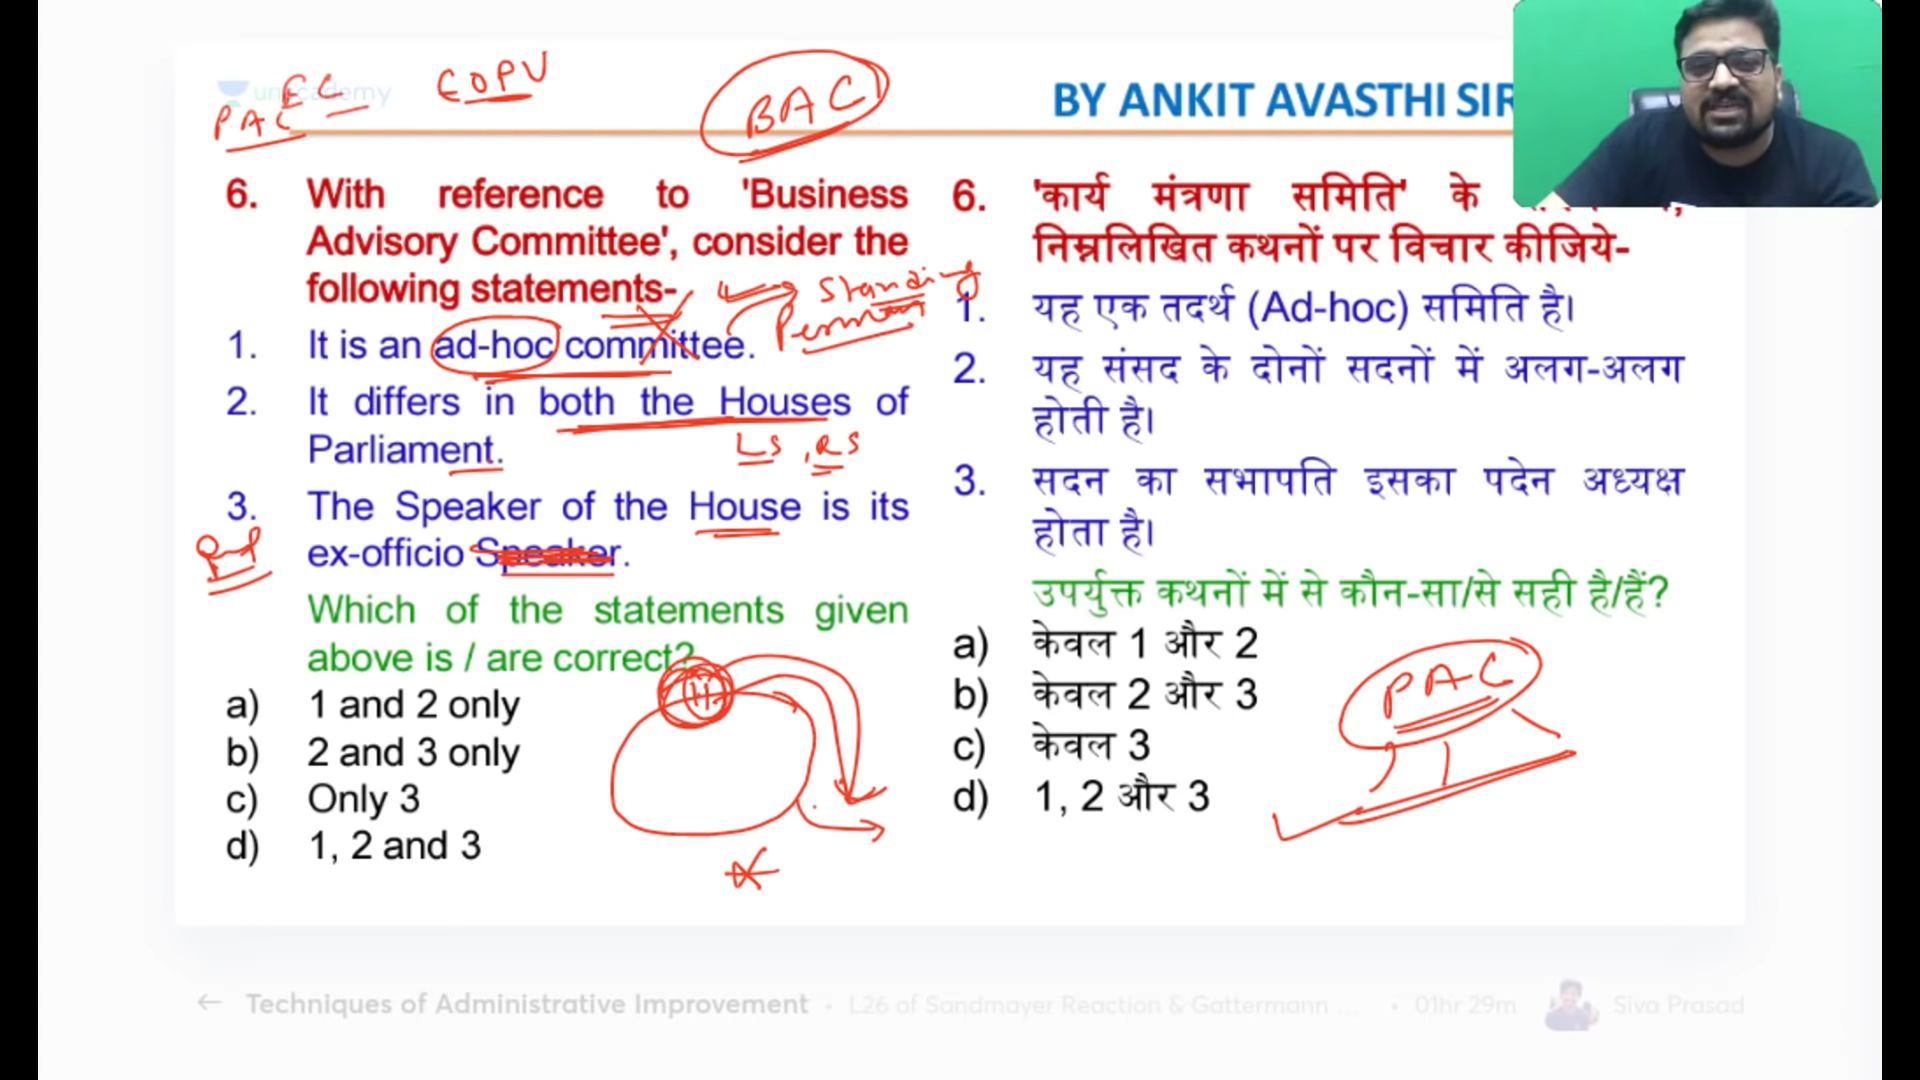 unacademy
PAC EC COPU BAC
BY ANKIT AVASTHI SIR
6. With reference to 'Business
Advisory Committee', consider the
following statements-
Standing
Permanent
1. It is an ad-hoc committee.
2. It differs in both the Houses of
Parliament.
LS, RS
3. The Speaker of the House is its
ex-officio Speaker.
Which of the statements given
above is / are correct?
H
a) 1 and 2 only
b) 2 and 3 only
c) Only 3
d) 1, 2 and 3
6. 'कार्य मंत्रणा समिति' के
निम्नलिखित कथनों पर विचार कीजिये-
1. यह एक तदर्थ (Ad-hoc) समिति है।
2. यह संसद के दोनों सदनों में अलग-अलग
होती है।
3. सदन का सभापति इसका पदेन अध्यक्ष
होता है।
उपर्युक्त कथनों में से कौन-सा/से सही है/हैं?
a) केवल 1 और 2
b) केवल 2 और 3
c) केवल 3
d) 1, 2 और 3
PAC
← Techniques of Administrative Improvement • L26 of Sandmayer Reaction & Gattermann ... • 01hr 29m Siva Prasad